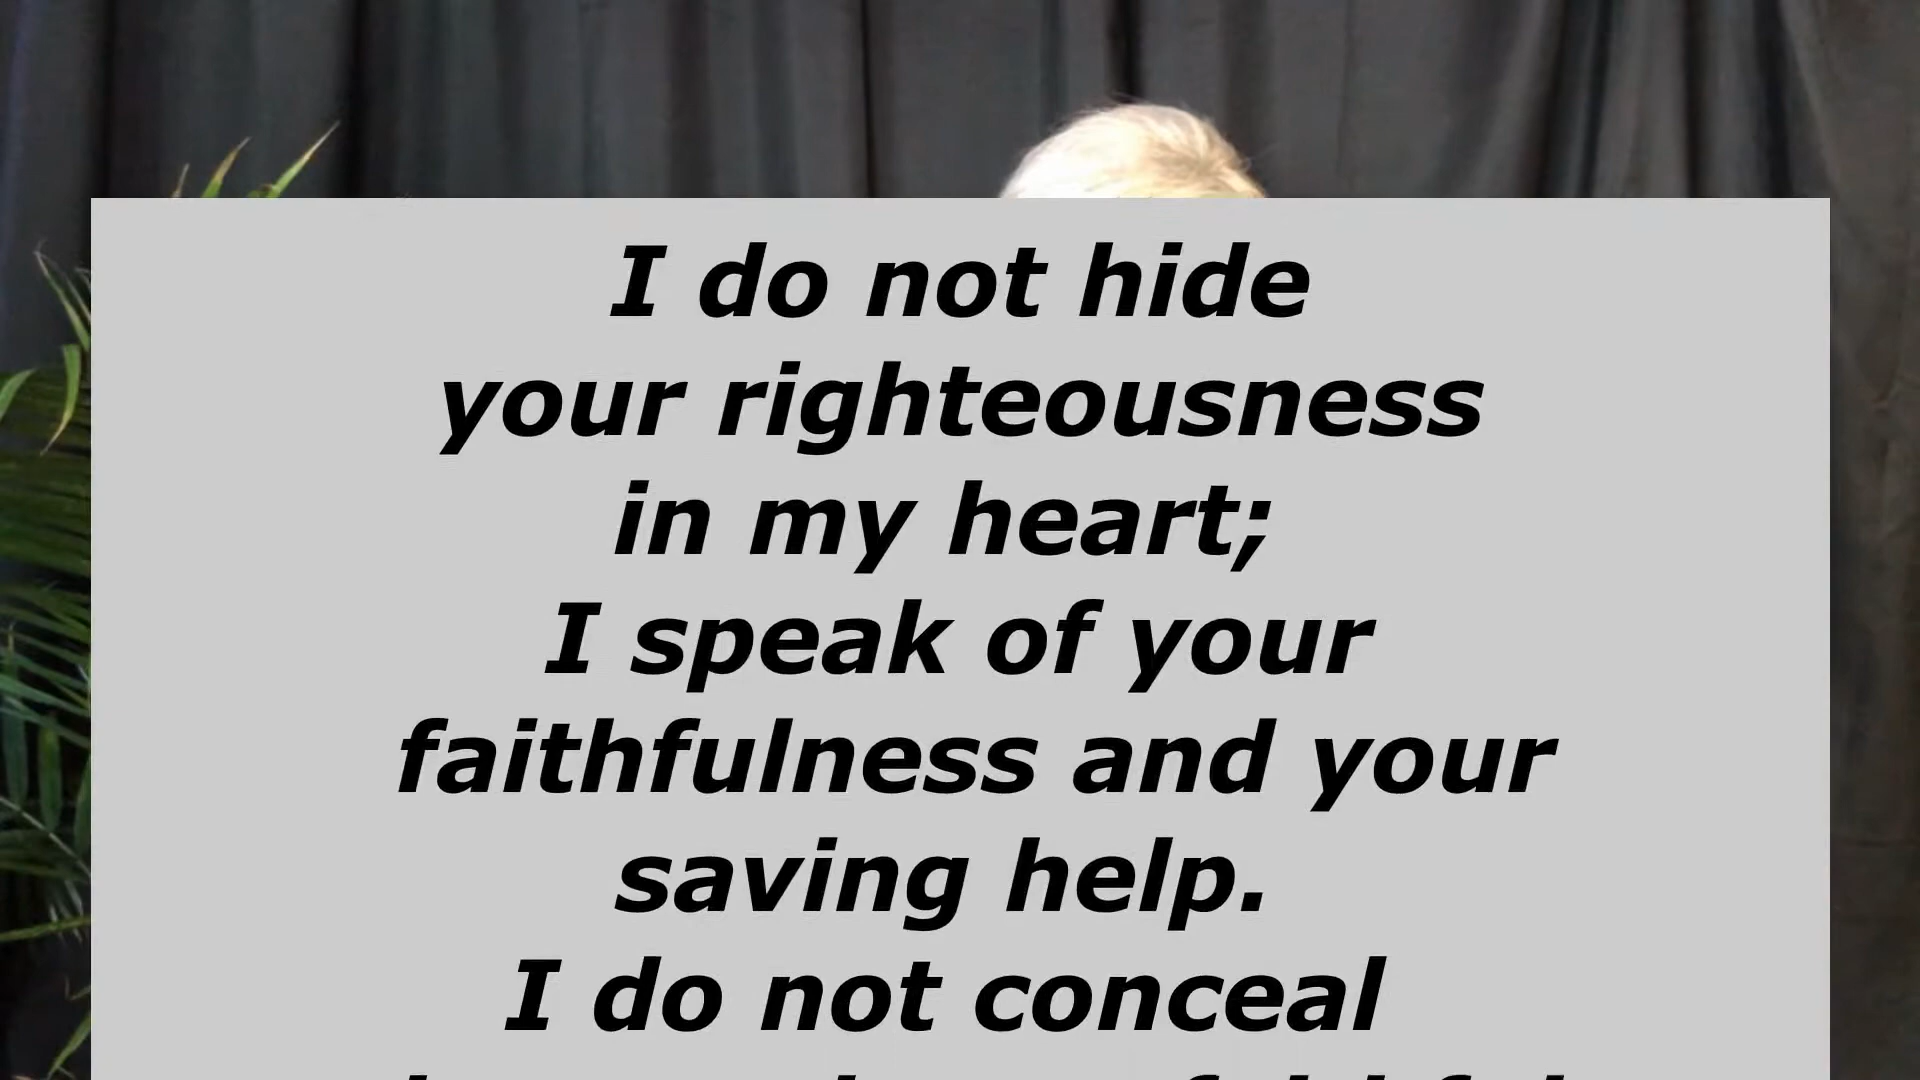 I do not hide
your righteousness
in my heart;
I speak of your
faithfulness and your
saving help.
I do not conceal